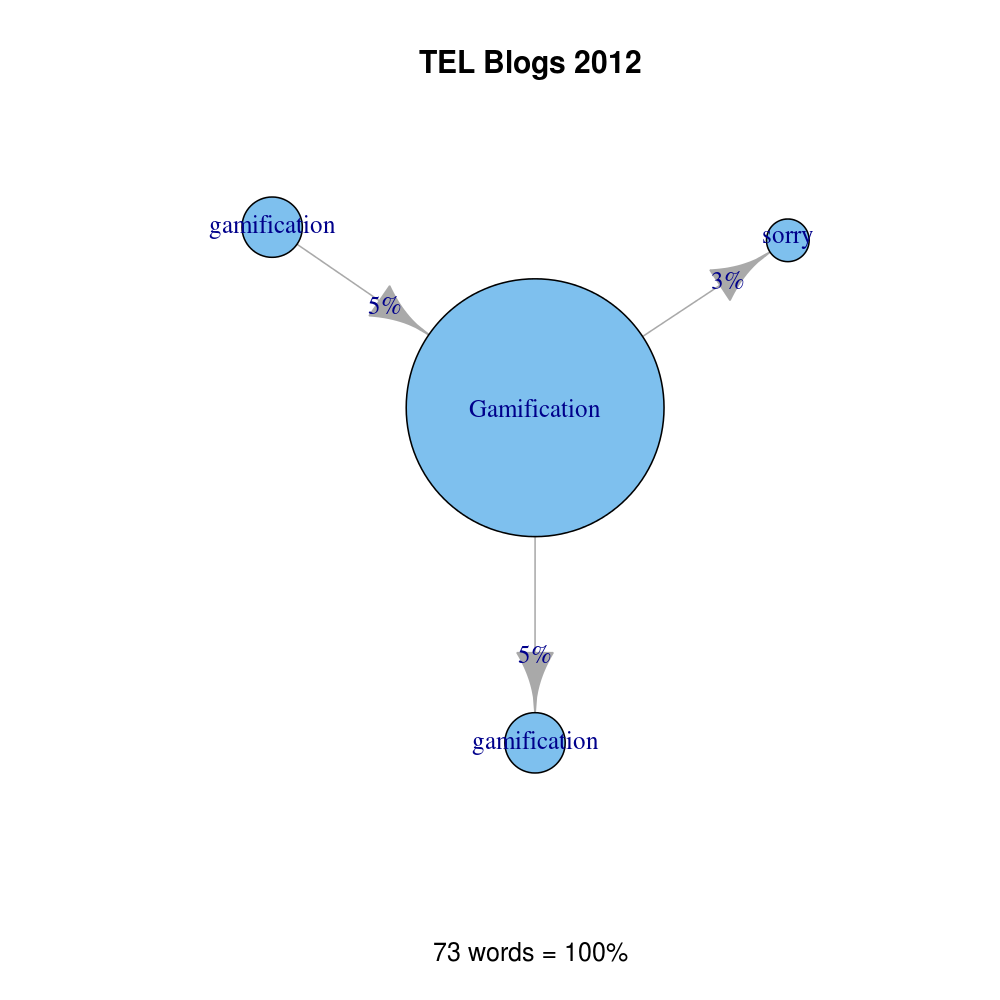 TEL Blogs 2012
gamification
sorry
3%
5%
Gamification
5%
gamification
73 words = 100%